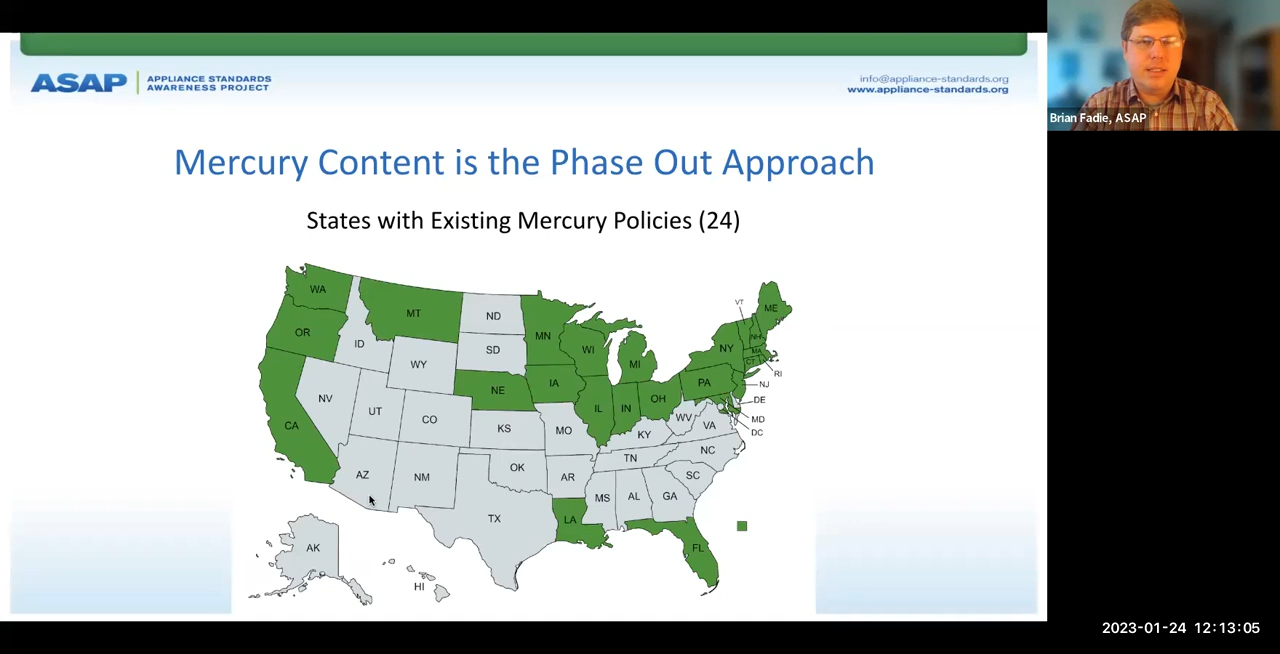 ASAP
APPLIANCE STANDARDS
AWARENESS PROJECT
info@appliance-standards.org
www.appliance-standards.org
Brian Fadie, ASAP
Mercury Content is the Phase Out Approach
States with Existing Mercury Policies (24)
WA
MT
ND
MN
VT
ME
OR
ID
SD
WI
NY
NH
WY
MI
MA
CT
RI
NV
NE
IA
PA
NJ
UT
CO
IL
IN
OH
DE
CA
KS
MO
WV
VA
MD
KY
DC
AZ
NM
OK
AR
TN
NC
SC
MS
AL
GA
TX
LA
FL
AK
HI
2023-01-24 12:13:05